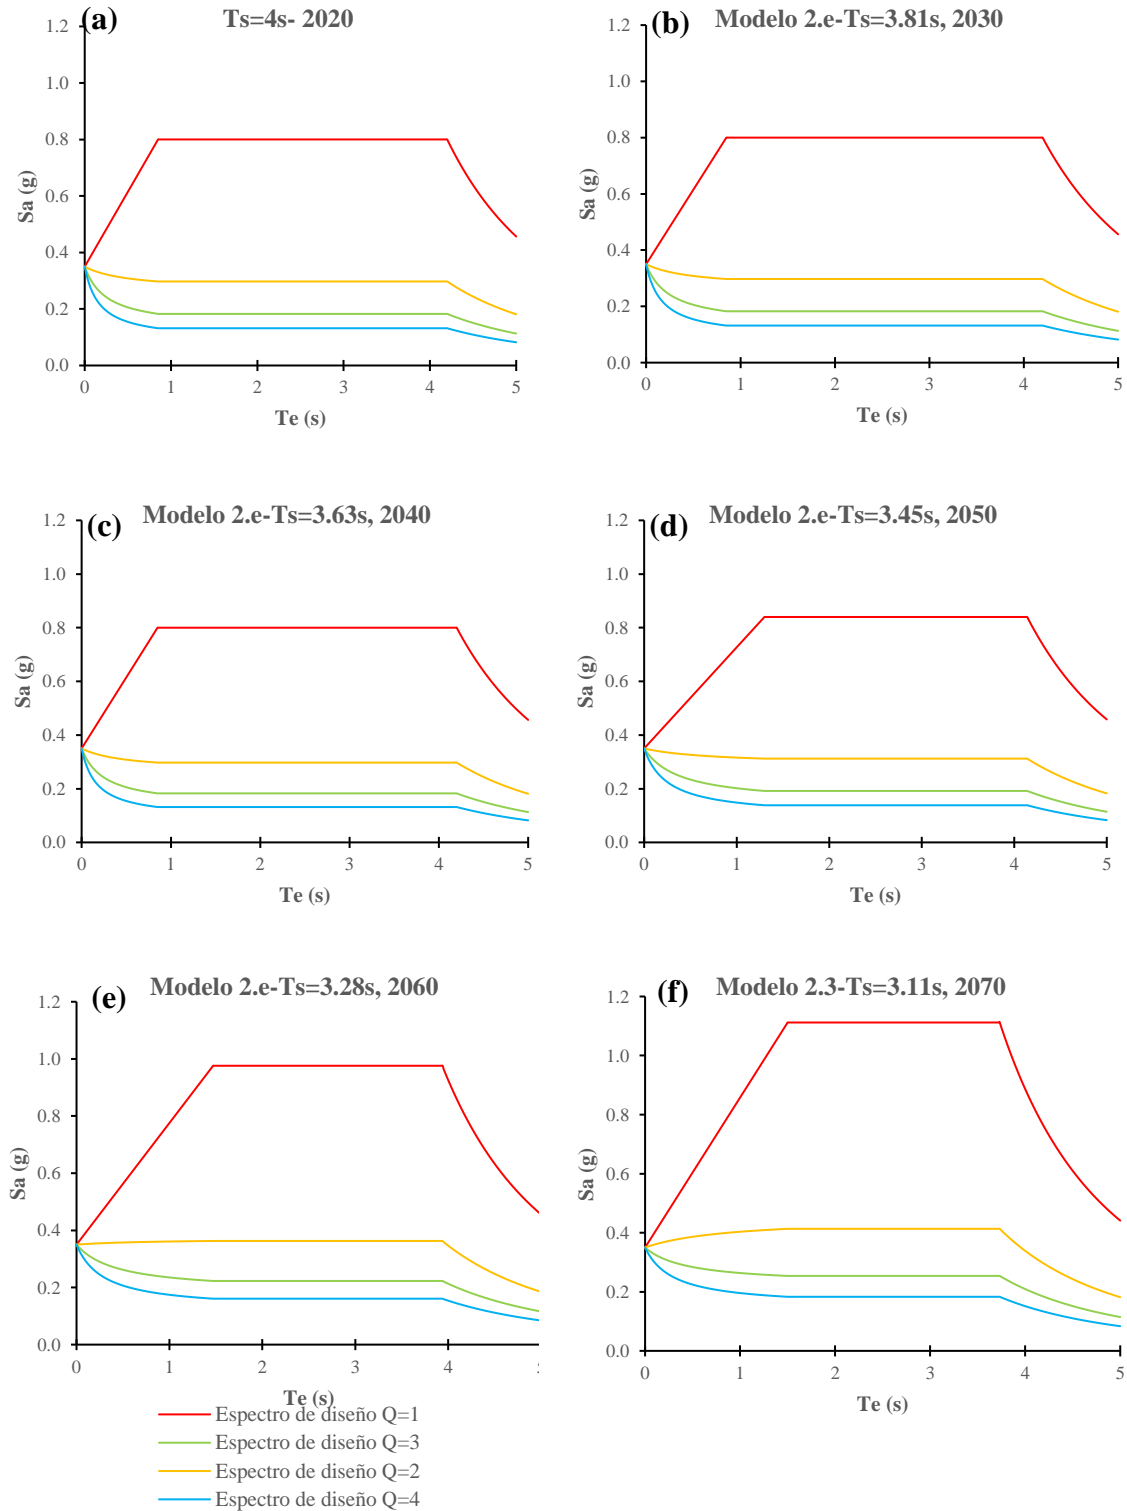 (a)
Ts=4s- 2020
1.2
1.0
0.8
0.6
0.4
0.2
0.0
Sa (g)
0 1 2 3 4 5
Te (s)
(b)
Modelo 2.e-Ts=3.81s, 2030
1.2
1.0
0.8
0.6
0.4
0.2
0.0
Sa (g)
0 1 2 3 4 5
Te (s)
(c)
Modelo 2.e-Ts=3.63s, 2040
1.2
1.0
0.8
0.6
0.4
0.2
0.0
Sa (g)
0 1 2 3 4 5
Te (s)
(d)
Modelo 2.e-Ts=3.45s, 2050
1.2
1.0
0.8
0.6
0.4
0.2
0.0
Sa (g)
0 1 2 3 4 5
Te (s)
(e)
Modelo 2.e-Ts=3.28s, 2060
1.2
1.0
0.8
0.6
0.4
0.2
0.0
Sa (g)
0 1 2 3 4
Te (s)
(f)
Modelo 2.3-Ts=3.11s, 2070
1.2
1.0
0.8
0.6
0.4
0.2
0.0
Sa (g)
0 1 2 3 4 5
Te (s)
Espectro de diseño Q=1
Espectro de diseño Q=3
Espectro de diseño Q=2
Espectro de diseño Q=4